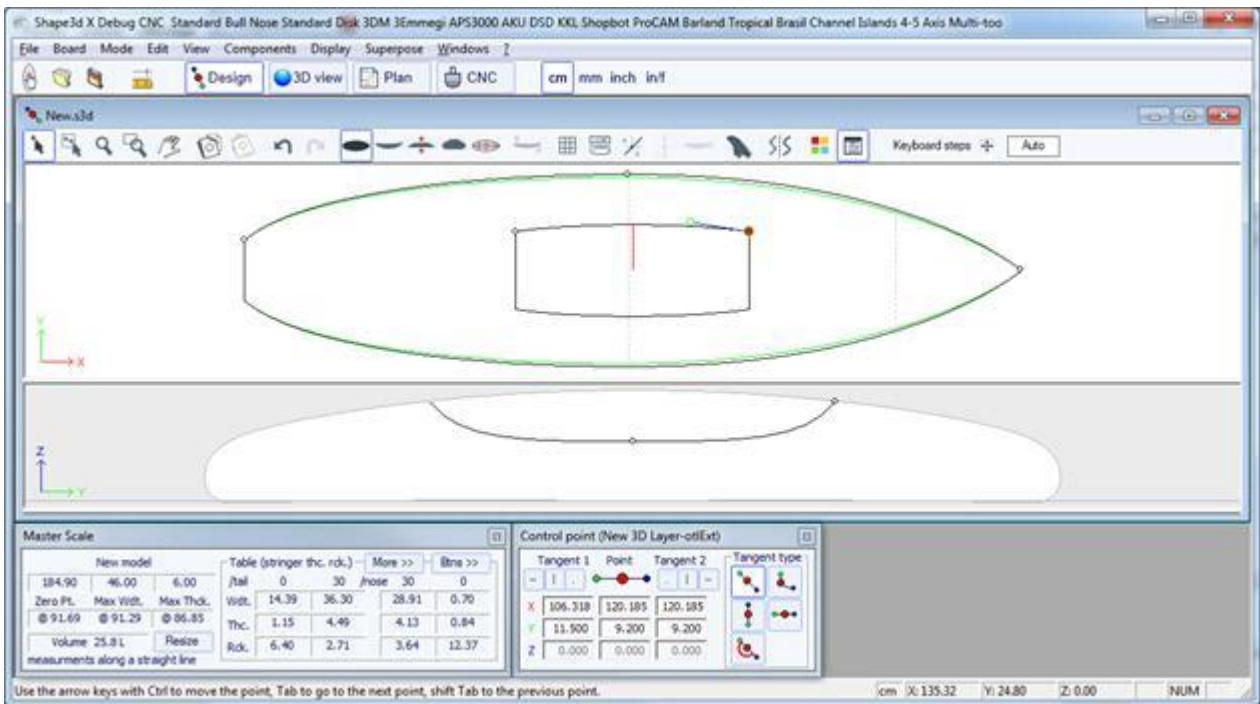 Shape3d X Debug CNC Standard Bull Nose Standard Disk 3DM 3Emmegi APS3000 AKU DSD KKL Shopbot ProCAM Barland Tropical Brasil Channel Islands 4-5 Axis Multi-too
File Board Mode Edit View Components Display Superpose Windows ?
Design 3D view Plan CNC cm mm inch in/f
New.s3d
Keyboard steps Auto
Y
X
Z
Y
Master Scale
New model
184.90 46.00 6.00
Zero Pt. Max Wdt. Max Thck.
@ 91.69 @ 91.29 @ 86.85
Volume 25.8 L Resize
measurments along a straight line
Table (stringer thc. rck.) More >> Btns >>
/tail 0 30 /nose 30 0
Wdt. 14.39 36.30 28.91 0.70
Thc. 1.15 4.49 4.13 0.84
Rck. 6.40 2.71 3.64 12.37
Control point (New 3D Layer-otlExt)
Tangent 1 Point Tangent 2
X 106.318 120.185 120.185
Y 11.500 9.200 9.200
Z 0.000 0.000 0.000
Tangent type
Use the arrow keys with Ctrl to move the point, Tab to go to the next point, shift Tab to the previous point.
cm X: 135.32 Y: 24.80 Z: 0.00 NUM